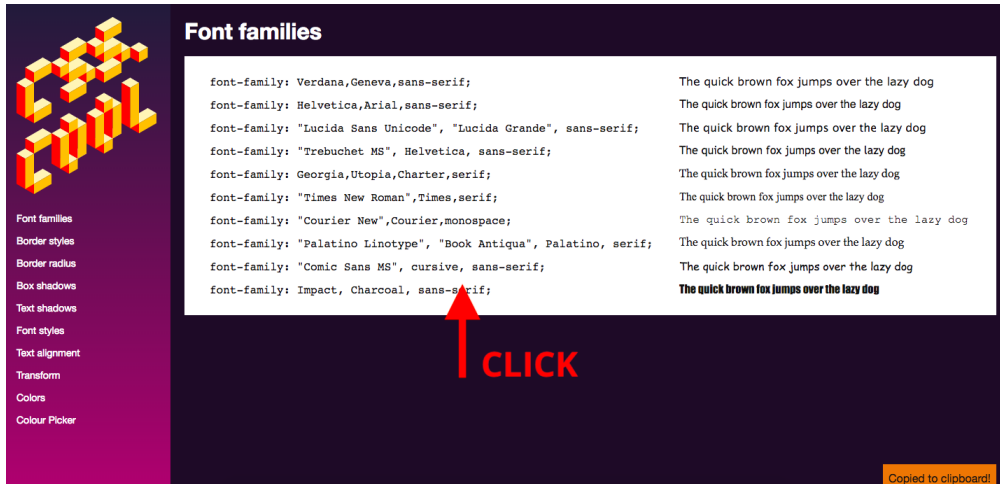 CSS
COOL
Font families
Border styles
Border radius
Box shadows
Text shadows
Font styles
Text alignment
Transform
Colors
Colour Picker
Font families
font-family: Verdana,Geneva,sans-serif; The quick brown fox jumps over the lazy dog
font-family: Helvetica,Arial,sans-serif; The quick brown fox jumps over the lazy dog
font-family: "Lucida Sans Unicode", "Lucida Grande", sans-serif; The quick brown fox jumps over the lazy dog
font-family: "Trebuchet MS", Helvetica, sans-serif; The quick brown fox jumps over the lazy dog
font-family: Georgia,Utopia,Charter,serif; The quick brown fox jumps over the lazy dog
font-family: "Times New Roman",Times,serif; The quick brown fox jumps over the lazy dog
font-family: "Courier New",Courier,monospace; The quick brown fox jumps over the lazy dog
font-family: "Palatino Linotype", "Book Antiqua", Palatino, serif; The quick brown fox jumps over the lazy dog
font-family: "Comic Sans MS", cursive, sans-serif; The quick brown fox jumps over the lazy dog
font-family: Impact, Charcoal, sans-serif; The quick brown fox jumps over the lazy dog
CLICK
Copied to clipboard!